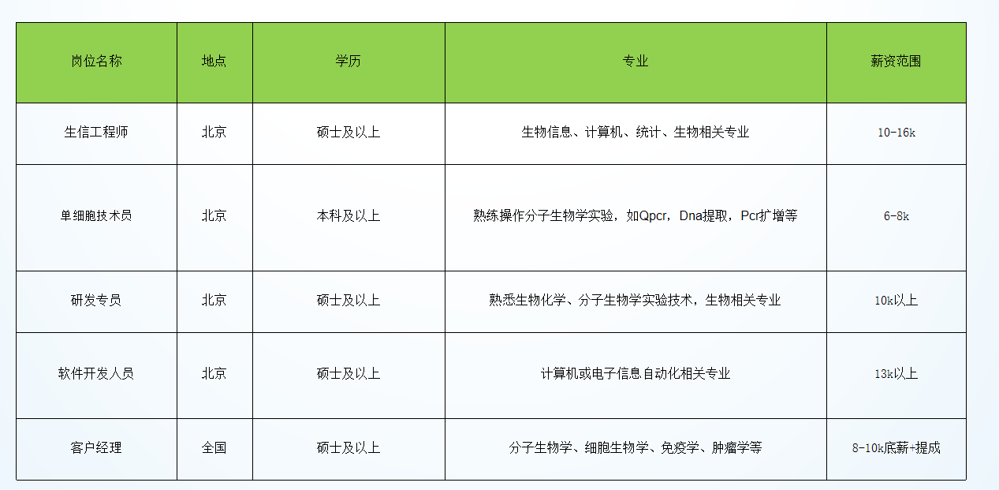 岗位名称 地点 学历 专业 薪资范围
生信工程师 北京 硕士及以上 生物信息、计算机、统计、生物相关专业 10-16k
单细胞技术员 北京 本科及以上 熟练操作分子生物学实验，如Qpcr，Dna提取，Pcr扩增等 6-8k
研发专员 北京 硕士及以上 熟悉生物化学、分子生物学实验技术，生物相关专业 10k以上
软件开发人员 北京 硕士及以上 计算机或电子信息自动化相关专业 13k以上
客户经理 全国 硕士及以上 分子生物学、细胞生物学、免疫学、肿瘤学等 8-10k底薪+提成